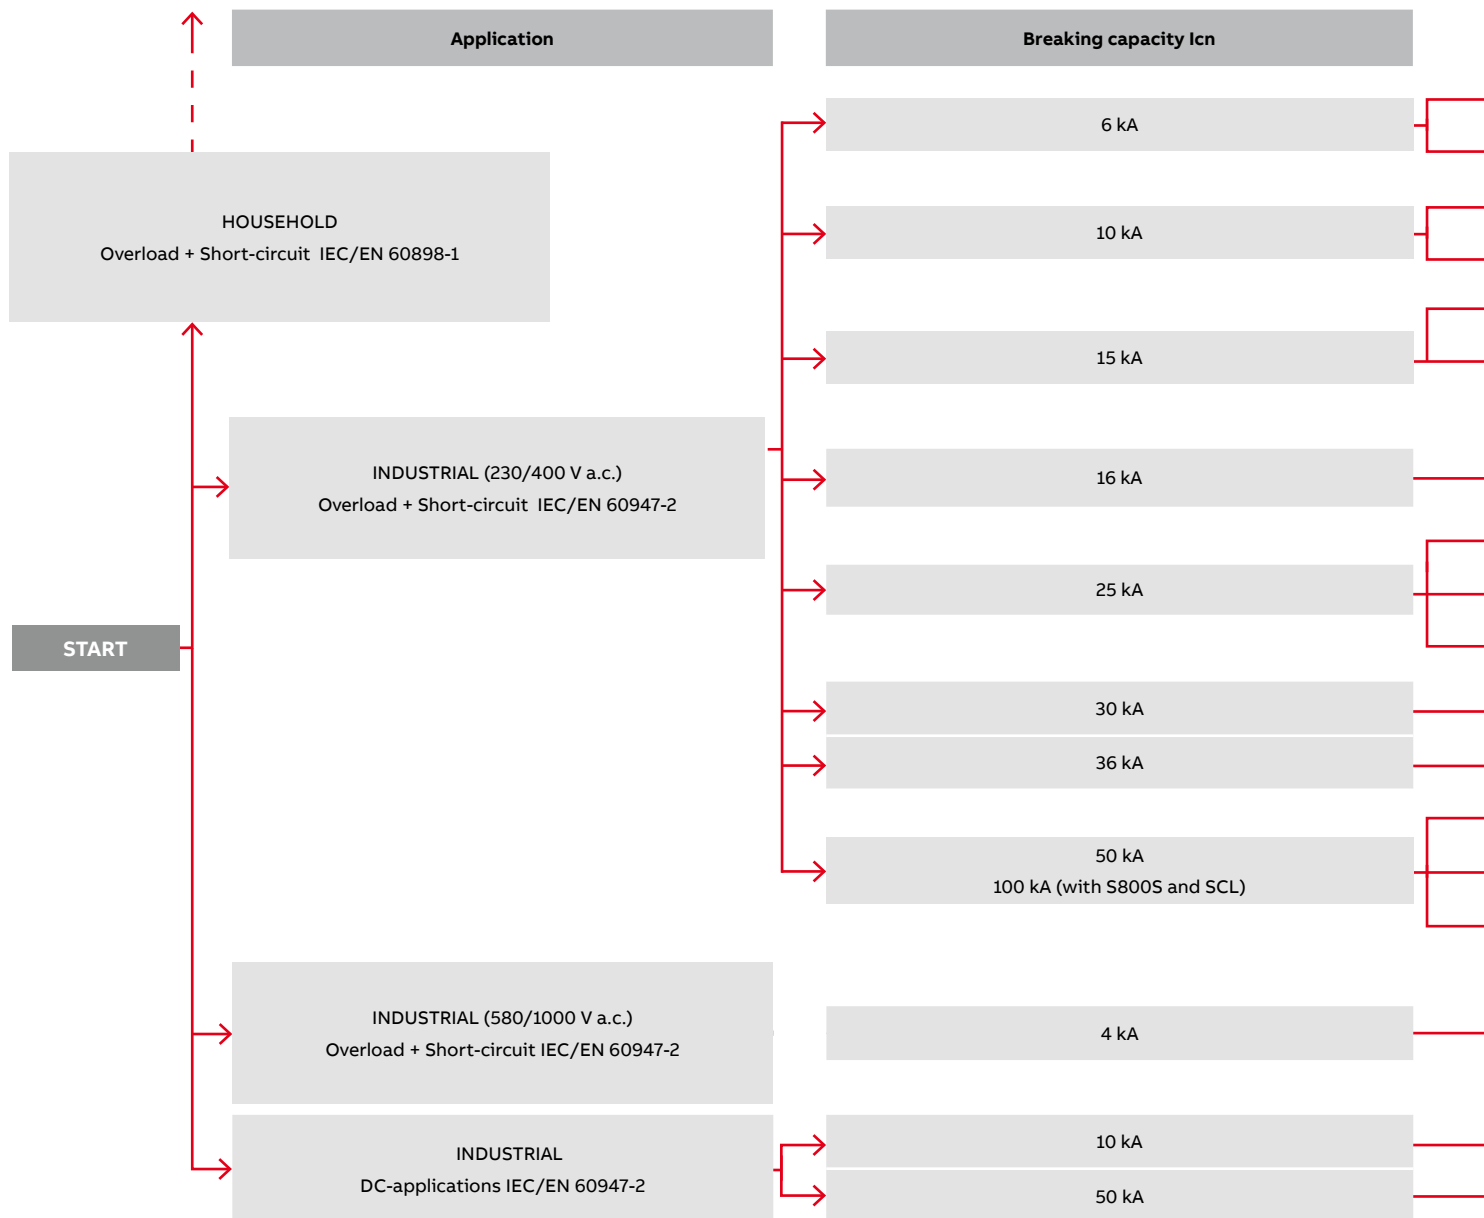 Application
Breaking capacity Icn
HOUSEHOLD
Overload + Short-circuit IEC/EN 60898-1
INDUSTRIAL (230/400 V a.c.)
Overload + Short-circuit IEC/EN 60947-2
6 kA
10 kA
15 kA
16 kA
25 kA
30 kA
36 kA
50 kA
100 kA (with S800S and SCL)
START
INDUSTRIAL (580/1000 V a.c.)
Overload + Short-circuit IEC/EN 60947-2
4 kA
INDUSTRIAL
DC-applications IEC/EN 60947-2
10 kA
50 kA